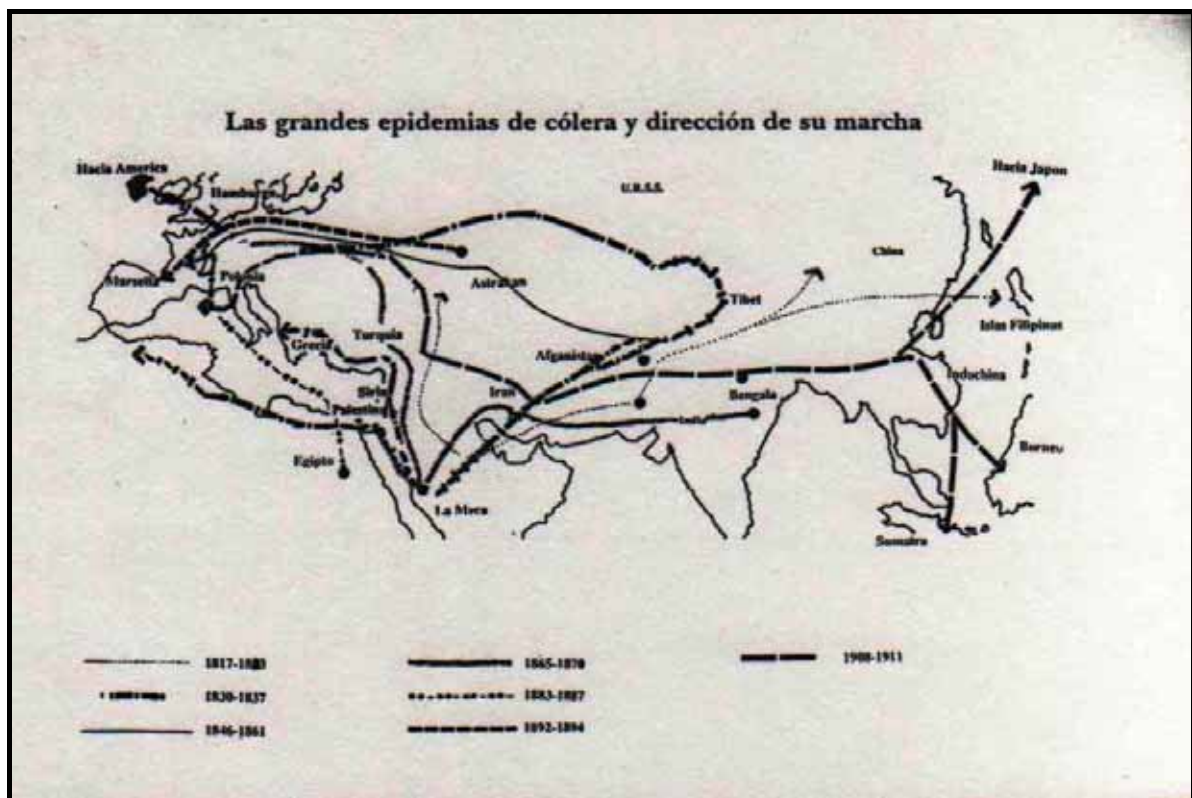 Las grandes epidemias de cólera y dirección de su marcha
Hacia America
Hacia Japon
U.R.S.S.
China
Marsella
Astrakan
Tibet
Islas Filipinas
Turquia
Grecia
Afganistan
Indochina
Siria
Iran
Bengala
India
Palestina
Egipto
Borneo
La Meca
Sumatra
1865-1870
1908-1911
1830-1837
1883-1887
1846-1861
1892-1894